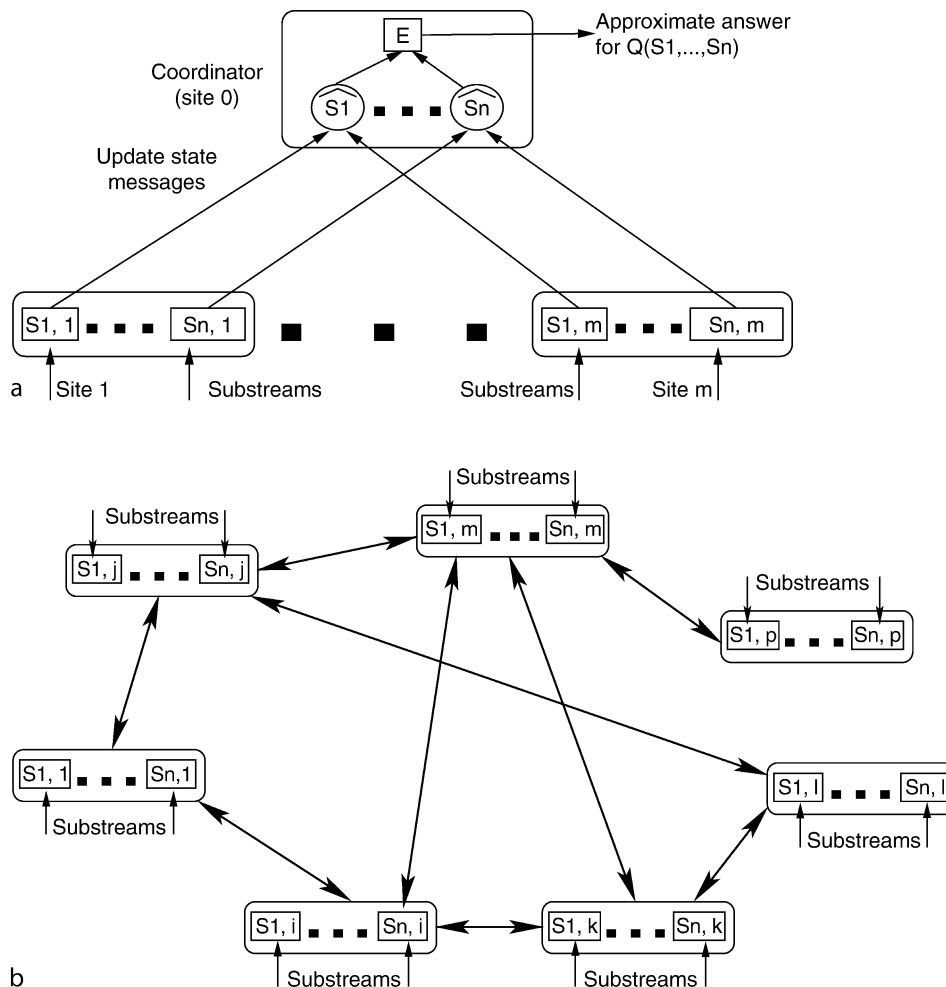 E
Approximate answer
for Q(S1,...,Sn)
Coordinator
(site 0)
S1
Sn
Update state
messages
S1, 1
Sn, 1
S1, m
Sn, m
Site 1
Substreams
Substreams
Site m
a
Substreams
S1, m
Sn, m
Substreams
S1, j
Sn, j
Substreams
S1, p
Sn, p
S1, 1
Sn,1
Substreams
S1, l
Sn, l
Substreams
S1, i
Sn, i
Substreams
S1, k
Sn, k
Substreams
b